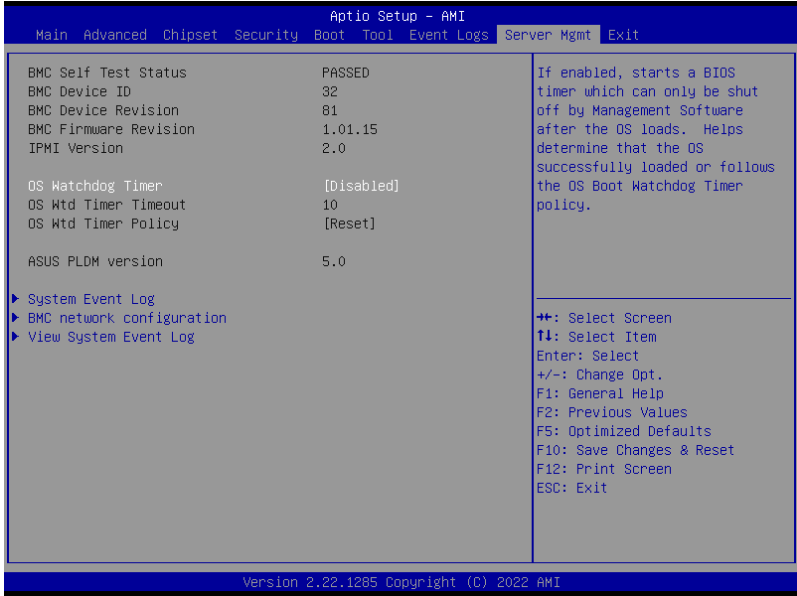 Aptio Setup - AMI
Main Advanced Chipset Security Boot Tool Event Logs Server Mgmt Exit
BMC Self Test Status PASSED
BMC Device ID 32
BMC Device Revision 81
BMC Firmware Revision 1.01.15
IPMI Version 2.0
OS Watchdog Timer [Disabled]
OS Wtd Timer Timeout 10
OS Wtd Timer Policy [Reset]
ASUS PLDM version 5.0
System Event Log
BMC network configuration
View System Event Log
If enabled, starts a BIOS
timer which can only be shut
off by Management Software
after the OS loads. Helps
determine that the OS
successfully loaded or follows
the OS Boot Watchdog Timer
policy.
→←: Select Screen
↑↓: Select Item
Enter: Select
+/-: Change Opt.
F1: General Help
F2: Previous Values
F5: Optimized Defaults
F10: Save Changes & Reset
F12: Print Screen
ESC: Exit
Version 2.22.1285 Copyright (C) 2022 AMI